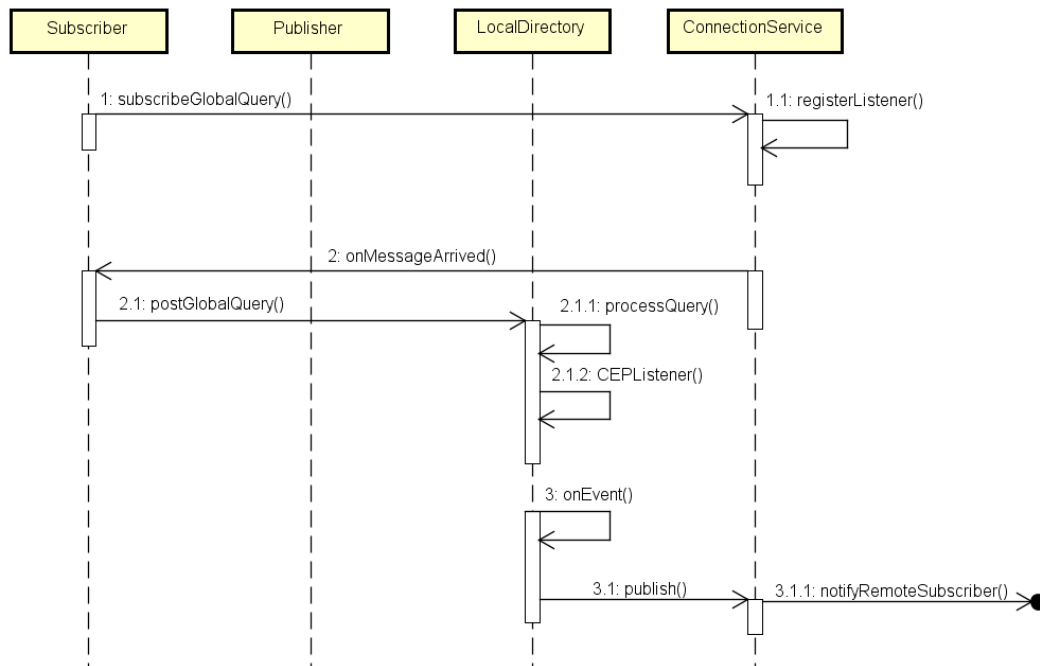 Subscriber
Publisher
LocalDirectory
ConnectionService
1: subscribeGlobalQuery()
1.1: registerListener()
2: onMessageArrived()
2.1: postGlobalQuery()
2.1.1: processQuery()
2.1.2: CEPListener()
3: onEvent()
3.1: publish()
3.1.1: notifyRemoteSubscriber()